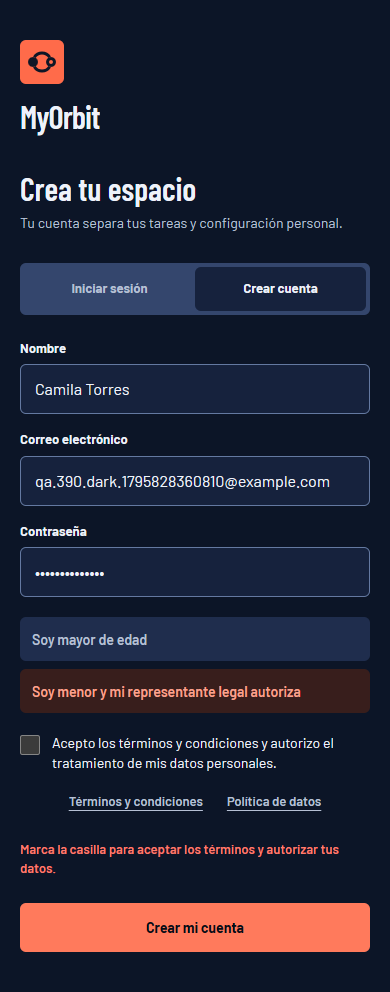 MyOrbit
Crea tu espacio
Tu cuenta separa tus tareas y configuración personal.
Iniciar sesión
Crear cuenta
Nombre
Camila Torres
Correo electrónico
qa.390.dark.1795828360810@example.com
Contraseña
••••••••••••••
Soy mayor de edad
Soy menor y mi representante legal autoriza
Acepto los términos y condiciones y autorizo el
tratamiento de mis datos personales.
Términos y condiciones
Política de datos
Marca la casilla para aceptar los términos y autorizar tus
datos.
Crear mi cuenta